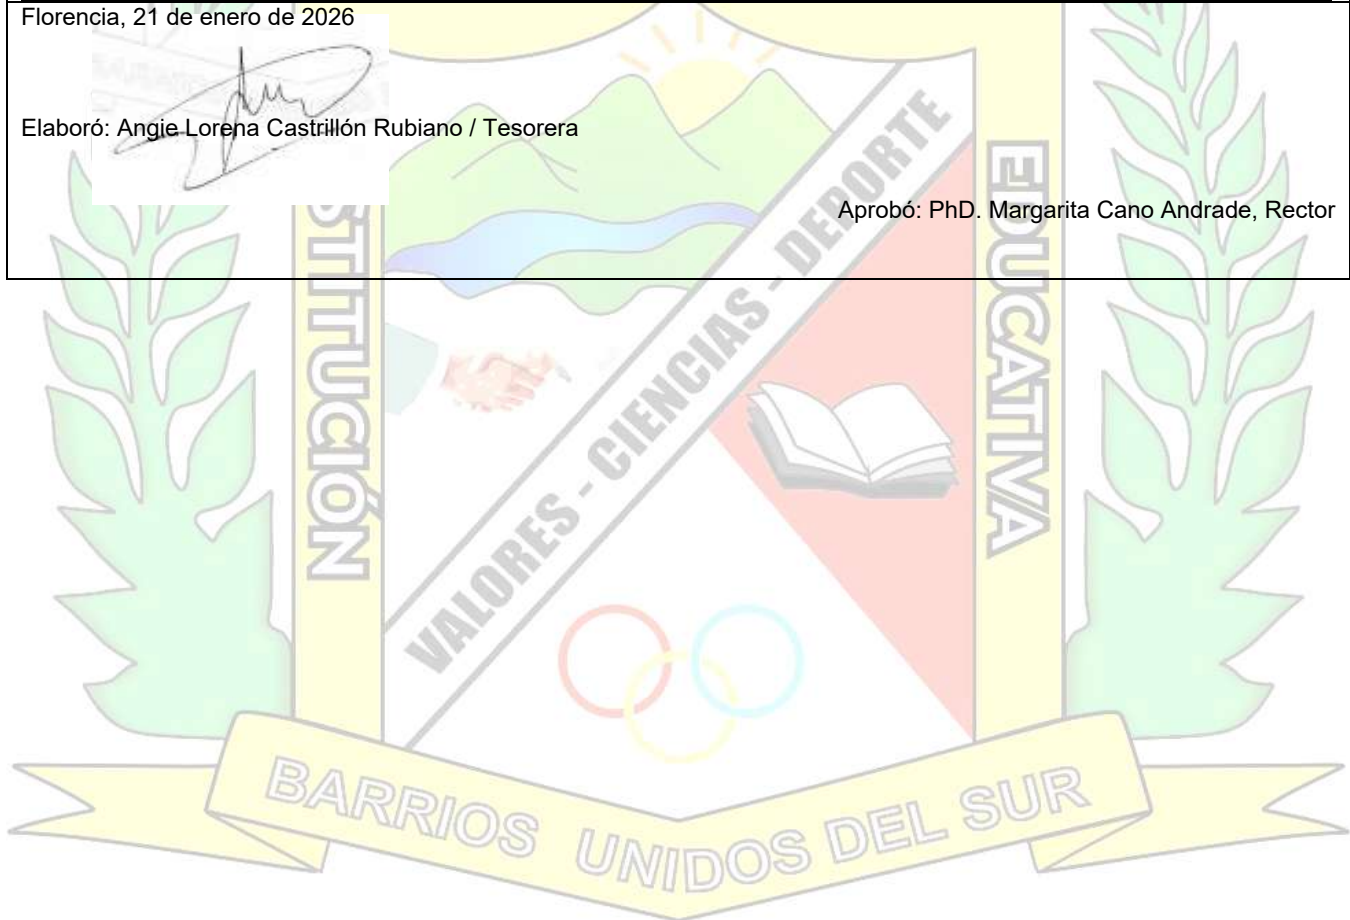 Florencia, 21 de enero de 2026
Elaboró: Angie Lorena Castrillón Rubiano / Tesorera
Aprobó: PhD. Margarita Cano Andrade, Rector
STITUCIÓN
VALORES - CIENCIAS - DEPORTE
EDUCATIVA
BARRIOS UNIDOS DEL SUR